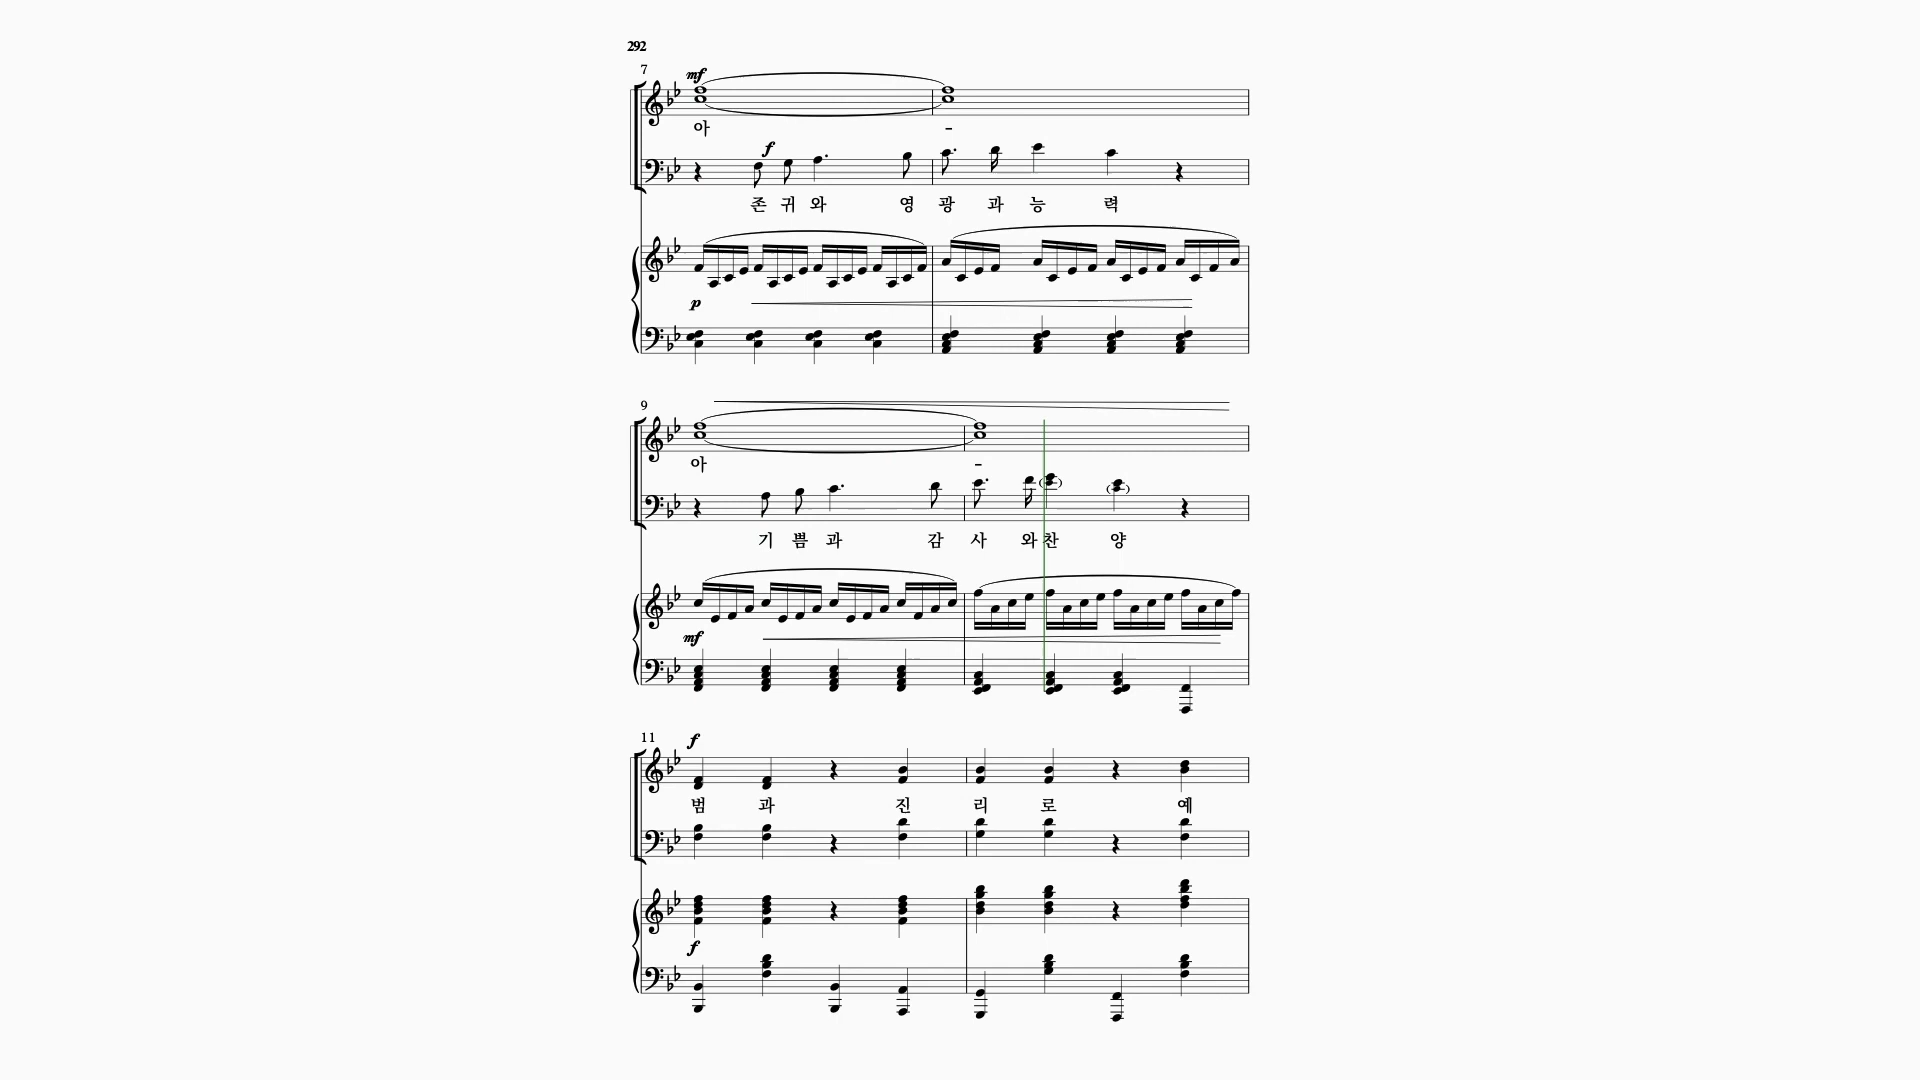 292
7
mf
아 -
f
존 귀 와 영 광 과 능 력
p
9
아 -
기 쁨 과 감 사 와 찬 양
mf
11
f
범 과 진 리 로 예
f